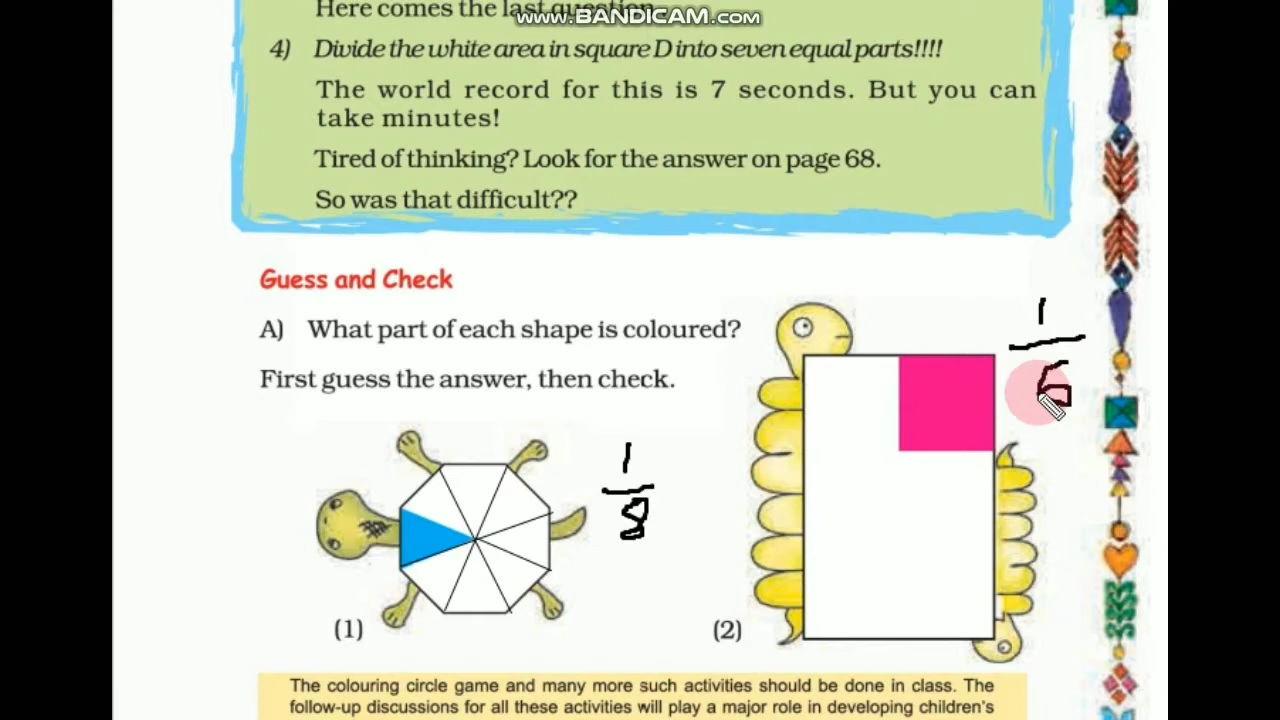 Here comes the last question.
www.BANDICAM.com
4) Divide the white area in square D into seven equal parts!!!!
The world record for this is 7 seconds. But you can
take minutes!
Tired of thinking? Look for the answer on page 68.
So was that difficult??
Guess and Check
A) What part of each shape is coloured?
First guess the answer, then check.
1
6
1
8
(1)
(2)
The colouring circle game and many more such activities should be done in class. The
follow-up discussions for all these activities will play a major role in developing children's